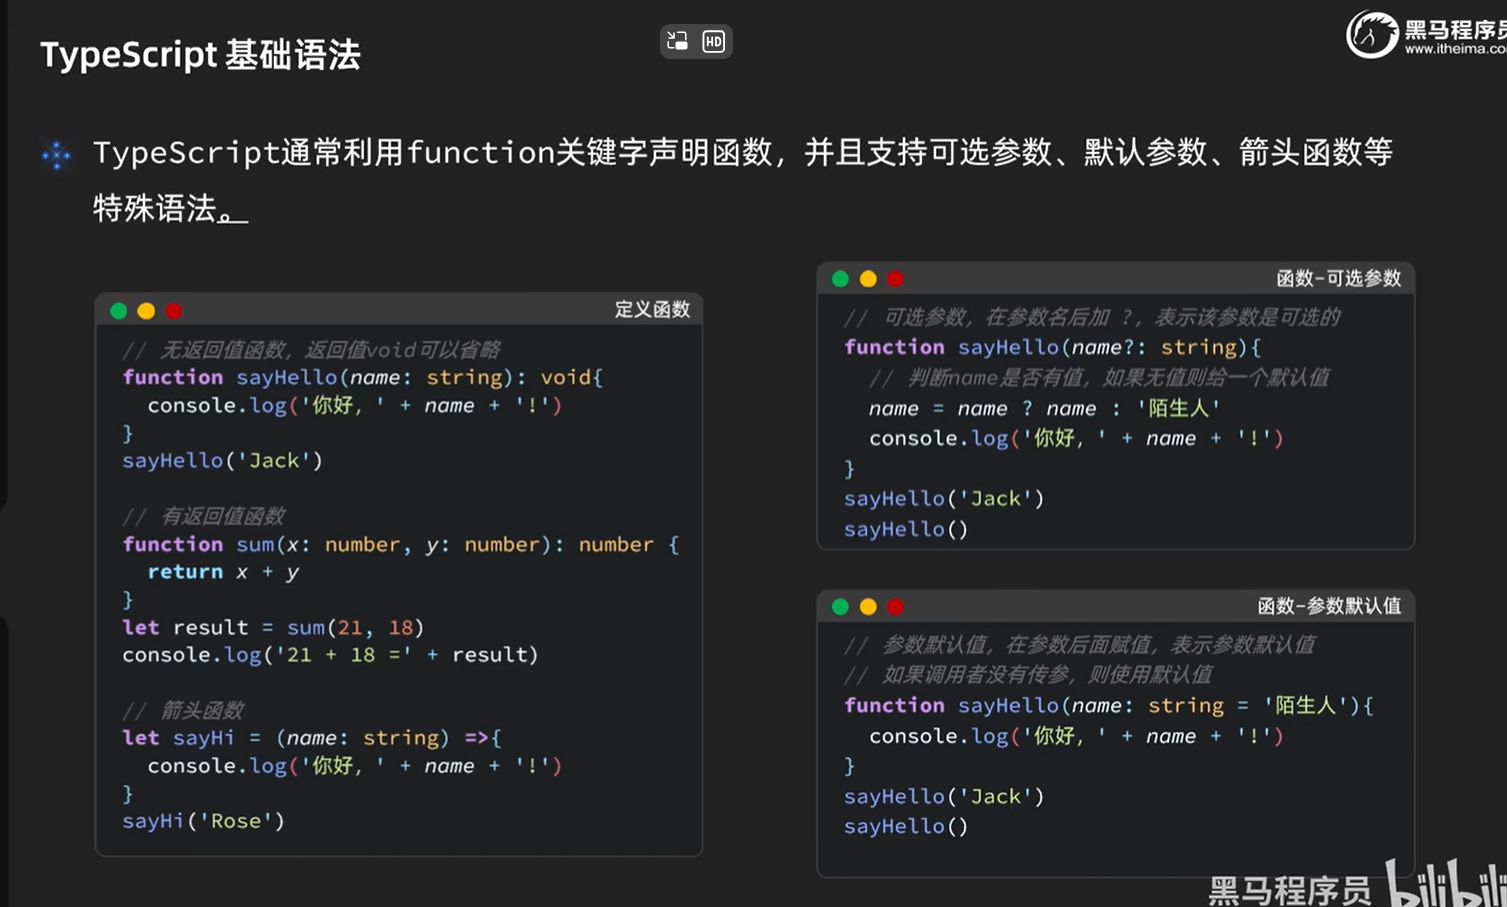 TypeScript 基础语法
HD
黑马程序员
www.itheima.co
TypeScript通常利用function关键字声明函数，并且支持可选参数、默认参数、箭头函数等
特殊语法。
定义函数
// 无返回值函数，返回值void可以省略
function sayHello(name: string): void{
  console.log('你好，' + name + '!')
}
sayHello('Jack')
// 有返回值函数
function sum(x: number, y: number): number {
  return x + y
}
let result = sum(21, 18)
console.log('21 + 18 =' + result)
// 箭头函数
let sayHi = (name: string) =>{
  console.log('你好，' + name + '!')
}
sayHi('Rose')
函数-可选参数
// 可选参数，在参数名后加 ?，表示该参数是可选的
function sayHello(name?: string){
  // 判断name是否有值，如果无值则给一个默认值
  name = name ? name : '陌生人'
  console.log('你好，' + name + '!')
}
sayHello('Jack')
sayHello()
函数-参数默认值
// 参数默认值，在参数后面赋值，表示参数默认值
// 如果调用者没有传参，则使用默认值
function sayHello(name: string = '陌生人'){
  console.log('你好，' + name + '!')
}
sayHello('Jack')
sayHello()
黑马程序员 bilibili